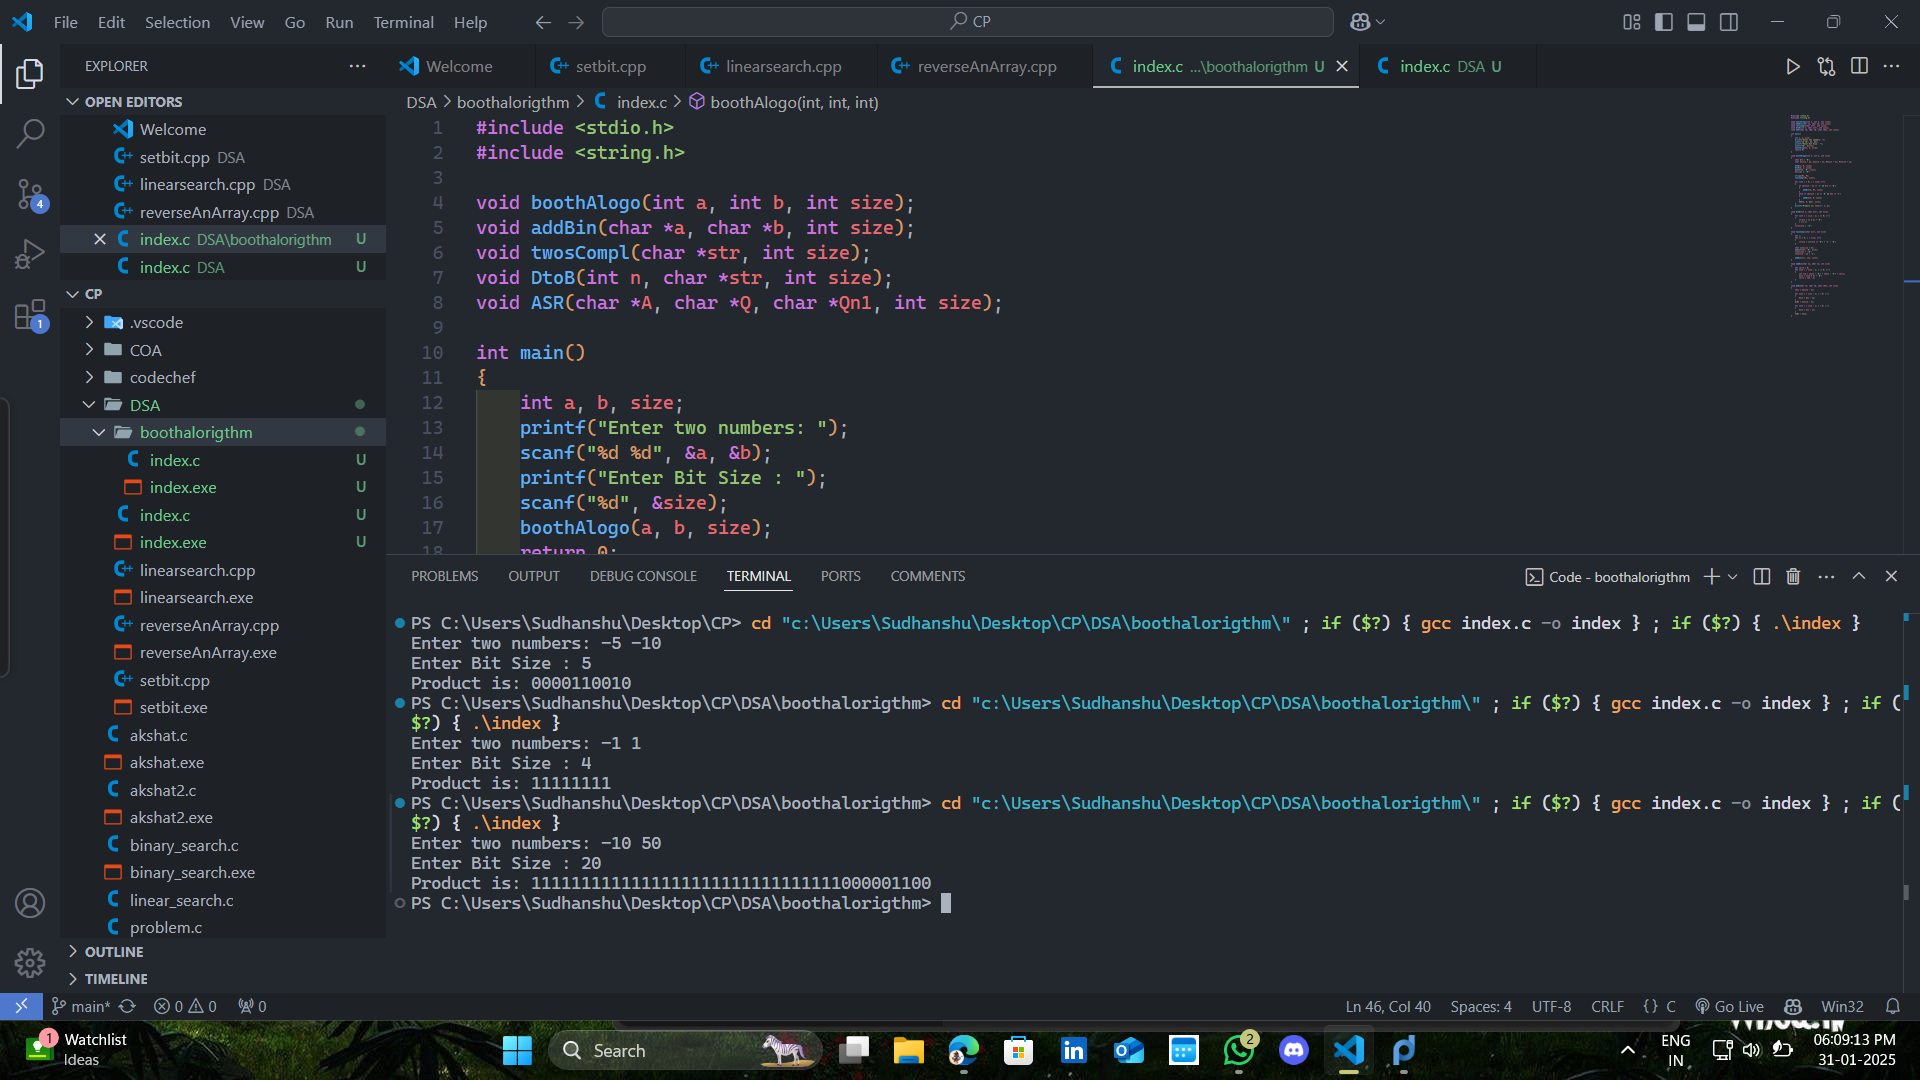 File Edit Selection View Go Run Terminal Help
CP
EXPLORER
Welcome
setbit.cpp
linearsearch.cpp
reverseAnArray.cpp
index.c ...\boothalorigthm U
index.c DSA U
OPEN EDITORS
Welcome
setbit.cpp DSA
linearsearch.cpp DSA
reverseAnArray.cpp DSA
index.c DSA\boothalorigthm U
index.c DSA U
CP
.vscode
COA
codechef
DSA
boothalorigthm
index.c U
index.exe U
index.c U
index.exe U
linearsearch.cpp
linearsearch.exe
reverseAnArray.cpp
reverseAnArray.exe
setbit.cpp
setbit.exe
akshat.c
akshat.exe
akshat2.c
akshat2.exe
binary_search.c
binary_search.exe
linear_search.c
problem.c
OUTLINE
TIMELINE
4
1
DSA > boothalorigthm > index.c > boothAlogo(int, int, int)
1 #include <stdio.h>
2 #include <string.h>
3
4 void boothAlogo(int a, int b, int size);
5 void addBin(char *a, char *b, int size);
6 void twosCompl(char *str, int size);
7 void DtoB(int n, char *str, int size);
8 void ASR(char *A, char *Q, char *Qn1, int size);
9
10 int main()
11 {
12 int a, b, size;
13 printf("Enter two numbers: ");
14 scanf("%d %d", &a, &b);
15 printf("Enter Bit Size : ");
16 scanf("%d", &size);
17 boothAlogo(a, b, size);
18 return 0;
PROBLEMS OUTPUT DEBUG CONSOLE TERMINAL PORTS COMMENTS
Code - boothalorigthm
PS C:\Users\Sudhanshu\Desktop\CP> cd "c:\Users\Sudhanshu\Desktop\CP\DSA\boothalorigthm\" ; if ($?) { gcc index.c -o index } ; if ($?) { .\index }
Enter two numbers: -5 -10
Enter Bit Size : 5
Product is: 0000110010
PS C:\Users\Sudhanshu\Desktop\CP\DSA\boothalorigthm> cd "c:\Users\Sudhanshu\Desktop\CP\DSA\boothalorigthm\" ; if ($?) { gcc index.c -o index } ; if (
$?) { .\index }
Enter two numbers: -1 1
Enter Bit Size : 4
Product is: 11111111
PS C:\Users\Sudhanshu\Desktop\CP\DSA\boothalorigthm> cd "c:\Users\Sudhanshu\Desktop\CP\DSA\boothalorigthm\" ; if ($?) { gcc index.c -o index } ; if (
$?) { .\index }
Enter two numbers: -10 50
Enter Bit Size : 20
Product is: 1111111111111111111111111111111000001100
PS C:\Users\Sudhanshu\Desktop\CP\DSA\boothalorigthm>
main* 0 0 0
Ln 46, Col 40 Spaces: 4 UTF-8 CRLF {} C Go Live Win32
1 Watchlist
Ideas
Search
2
ENG
IN
06:09:13 PM
31-01-2025